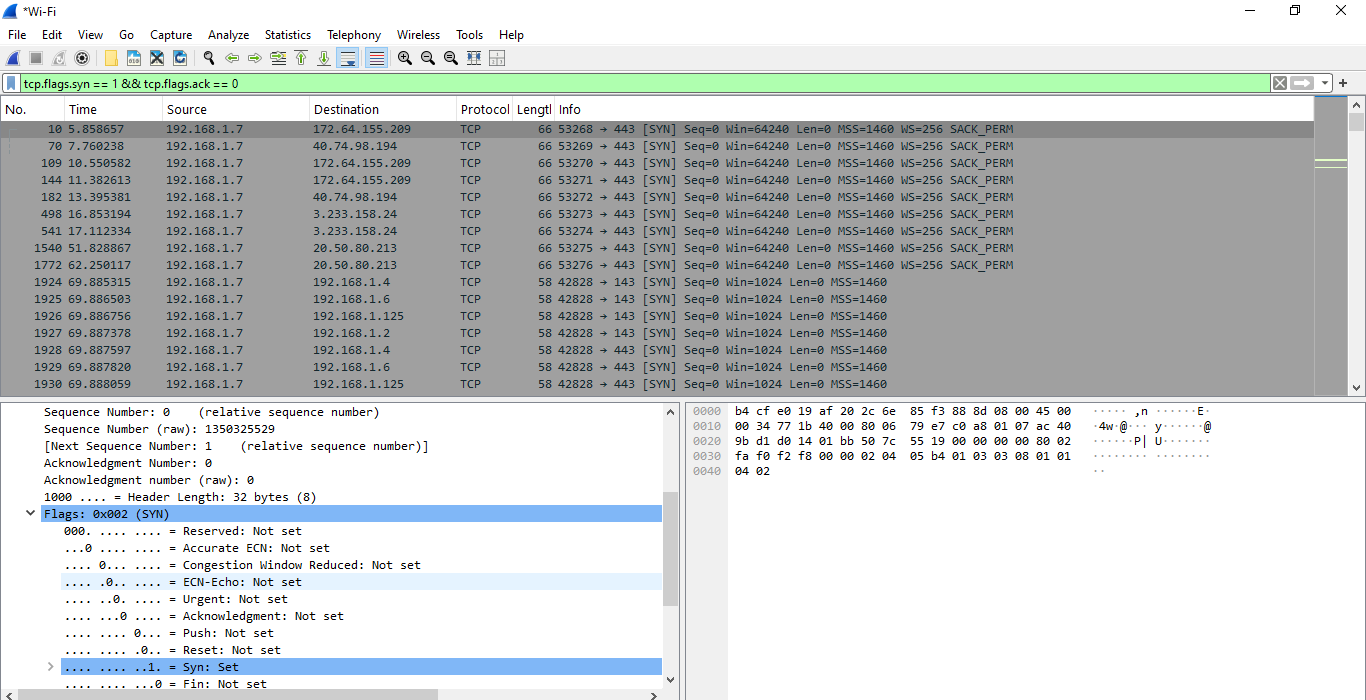 *Wi-Fi
File Edit View Go Capture Analyze Statistics Telephony Wireless Tools Help
tcp.flags.syn == 1 && tcp.flags.ack == 0
No. Time Source Destination Protocol Lengtl Info
10 5.858657 192.168.1.7 172.64.155.209 TCP 66 53268 → 443 [SYN] Seq=0 Win=64240 Len=0 MSS=1460 WS=256 SACK_PERM
70 7.760238 192.168.1.7 40.74.98.194 TCP 66 53269 → 443 [SYN] Seq=0 Win=64240 Len=0 MSS=1460 WS=256 SACK_PERM
109 10.550582 192.168.1.7 172.64.155.209 TCP 66 53270 → 443 [SYN] Seq=0 Win=64240 Len=0 MSS=1460 WS=256 SACK_PERM
144 11.382613 192.168.1.7 172.64.155.209 TCP 66 53271 → 443 [SYN] Seq=0 Win=64240 Len=0 MSS=1460 WS=256 SACK_PERM
182 13.395381 192.168.1.7 40.74.98.194 TCP 66 53272 → 443 [SYN] Seq=0 Win=64240 Len=0 MSS=1460 WS=256 SACK_PERM
498 16.853194 192.168.1.7 3.233.158.24 TCP 66 53273 → 443 [SYN] Seq=0 Win=64240 Len=0 MSS=1460 WS=256 SACK_PERM
541 17.112334 192.168.1.7 3.233.158.24 TCP 66 53274 → 443 [SYN] Seq=0 Win=64240 Len=0 MSS=1460 WS=256 SACK_PERM
1540 51.828867 192.168.1.7 20.50.80.213 TCP 66 53275 → 443 [SYN] Seq=0 Win=64240 Len=0 MSS=1460 WS=256 SACK_PERM
1772 62.250117 192.168.1.7 20.50.80.213 TCP 66 53276 → 443 [SYN] Seq=0 Win=64240 Len=0 MSS=1460 WS=256 SACK_PERM
1924 69.885315 192.168.1.7 192.168.1.4 TCP 58 42828 → 143 [SYN] Seq=0 Win=1024 Len=0 MSS=1460
1925 69.886503 192.168.1.7 192.168.1.6 TCP 58 42828 → 143 [SYN] Seq=0 Win=1024 Len=0 MSS=1460
1926 69.886756 192.168.1.7 192.168.1.125 TCP 58 42828 → 143 [SYN] Seq=0 Win=1024 Len=0 MSS=1460
1927 69.887378 192.168.1.7 192.168.1.2 TCP 58 42828 → 143 [SYN] Seq=0 Win=1024 Len=0 MSS=1460
1928 69.887597 192.168.1.7 192.168.1.4 TCP 58 42828 → 443 [SYN] Seq=0 Win=1024 Len=0 MSS=1460
1929 69.887820 192.168.1.7 192.168.1.6 TCP 58 42828 → 443 [SYN] Seq=0 Win=1024 Len=0 MSS=1460
1930 69.888059 192.168.1.7 192.168.1.125 TCP 58 42828 → 443 [SYN] Seq=0 Win=1024 Len=0 MSS=1460
Sequence Number: 0 (relative sequence number)
Sequence Number (raw): 1350325529
[Next Sequence Number: 1 (relative sequence number)]
Acknowledgment Number: 0
Acknowledgment number (raw): 0
1000 .... = Header Length: 32 bytes (8)
Flags: 0x002 (SYN)
000. .... .... = Reserved: Not set
...0 .... .... = Accurate ECN: Not set
.... 0... .... = Congestion Window Reduced: Not set
.... .0.. .... = ECN-Echo: Not set
.... ..0. .... = Urgent: Not set
.... ...0 .... = Acknowledgment: Not set
.... .... 0... = Push: Not set
.... .... .0.. = Reset: Not set
.... .... ..1. = Syn: Set
.... .... ...0 = Fin: Not set
0000 b4 cf e0 19 af 20 2c 6e 85 f3 88 8d 08 00 45 00 ····· ,n ······E·
0010 00 34 77 1b 40 00 80 06 79 e7 c0 a8 01 07 ac 40 ·4w·@··· y······@
0020 9b d1 d0 14 01 bb 50 7c 55 19 00 00 00 00 80 02 ······P| U·······
0030 fa f0 f2 f8 00 00 02 04 05 b4 01 03 03 08 01 01 ········ ········
0040 04 02 ··